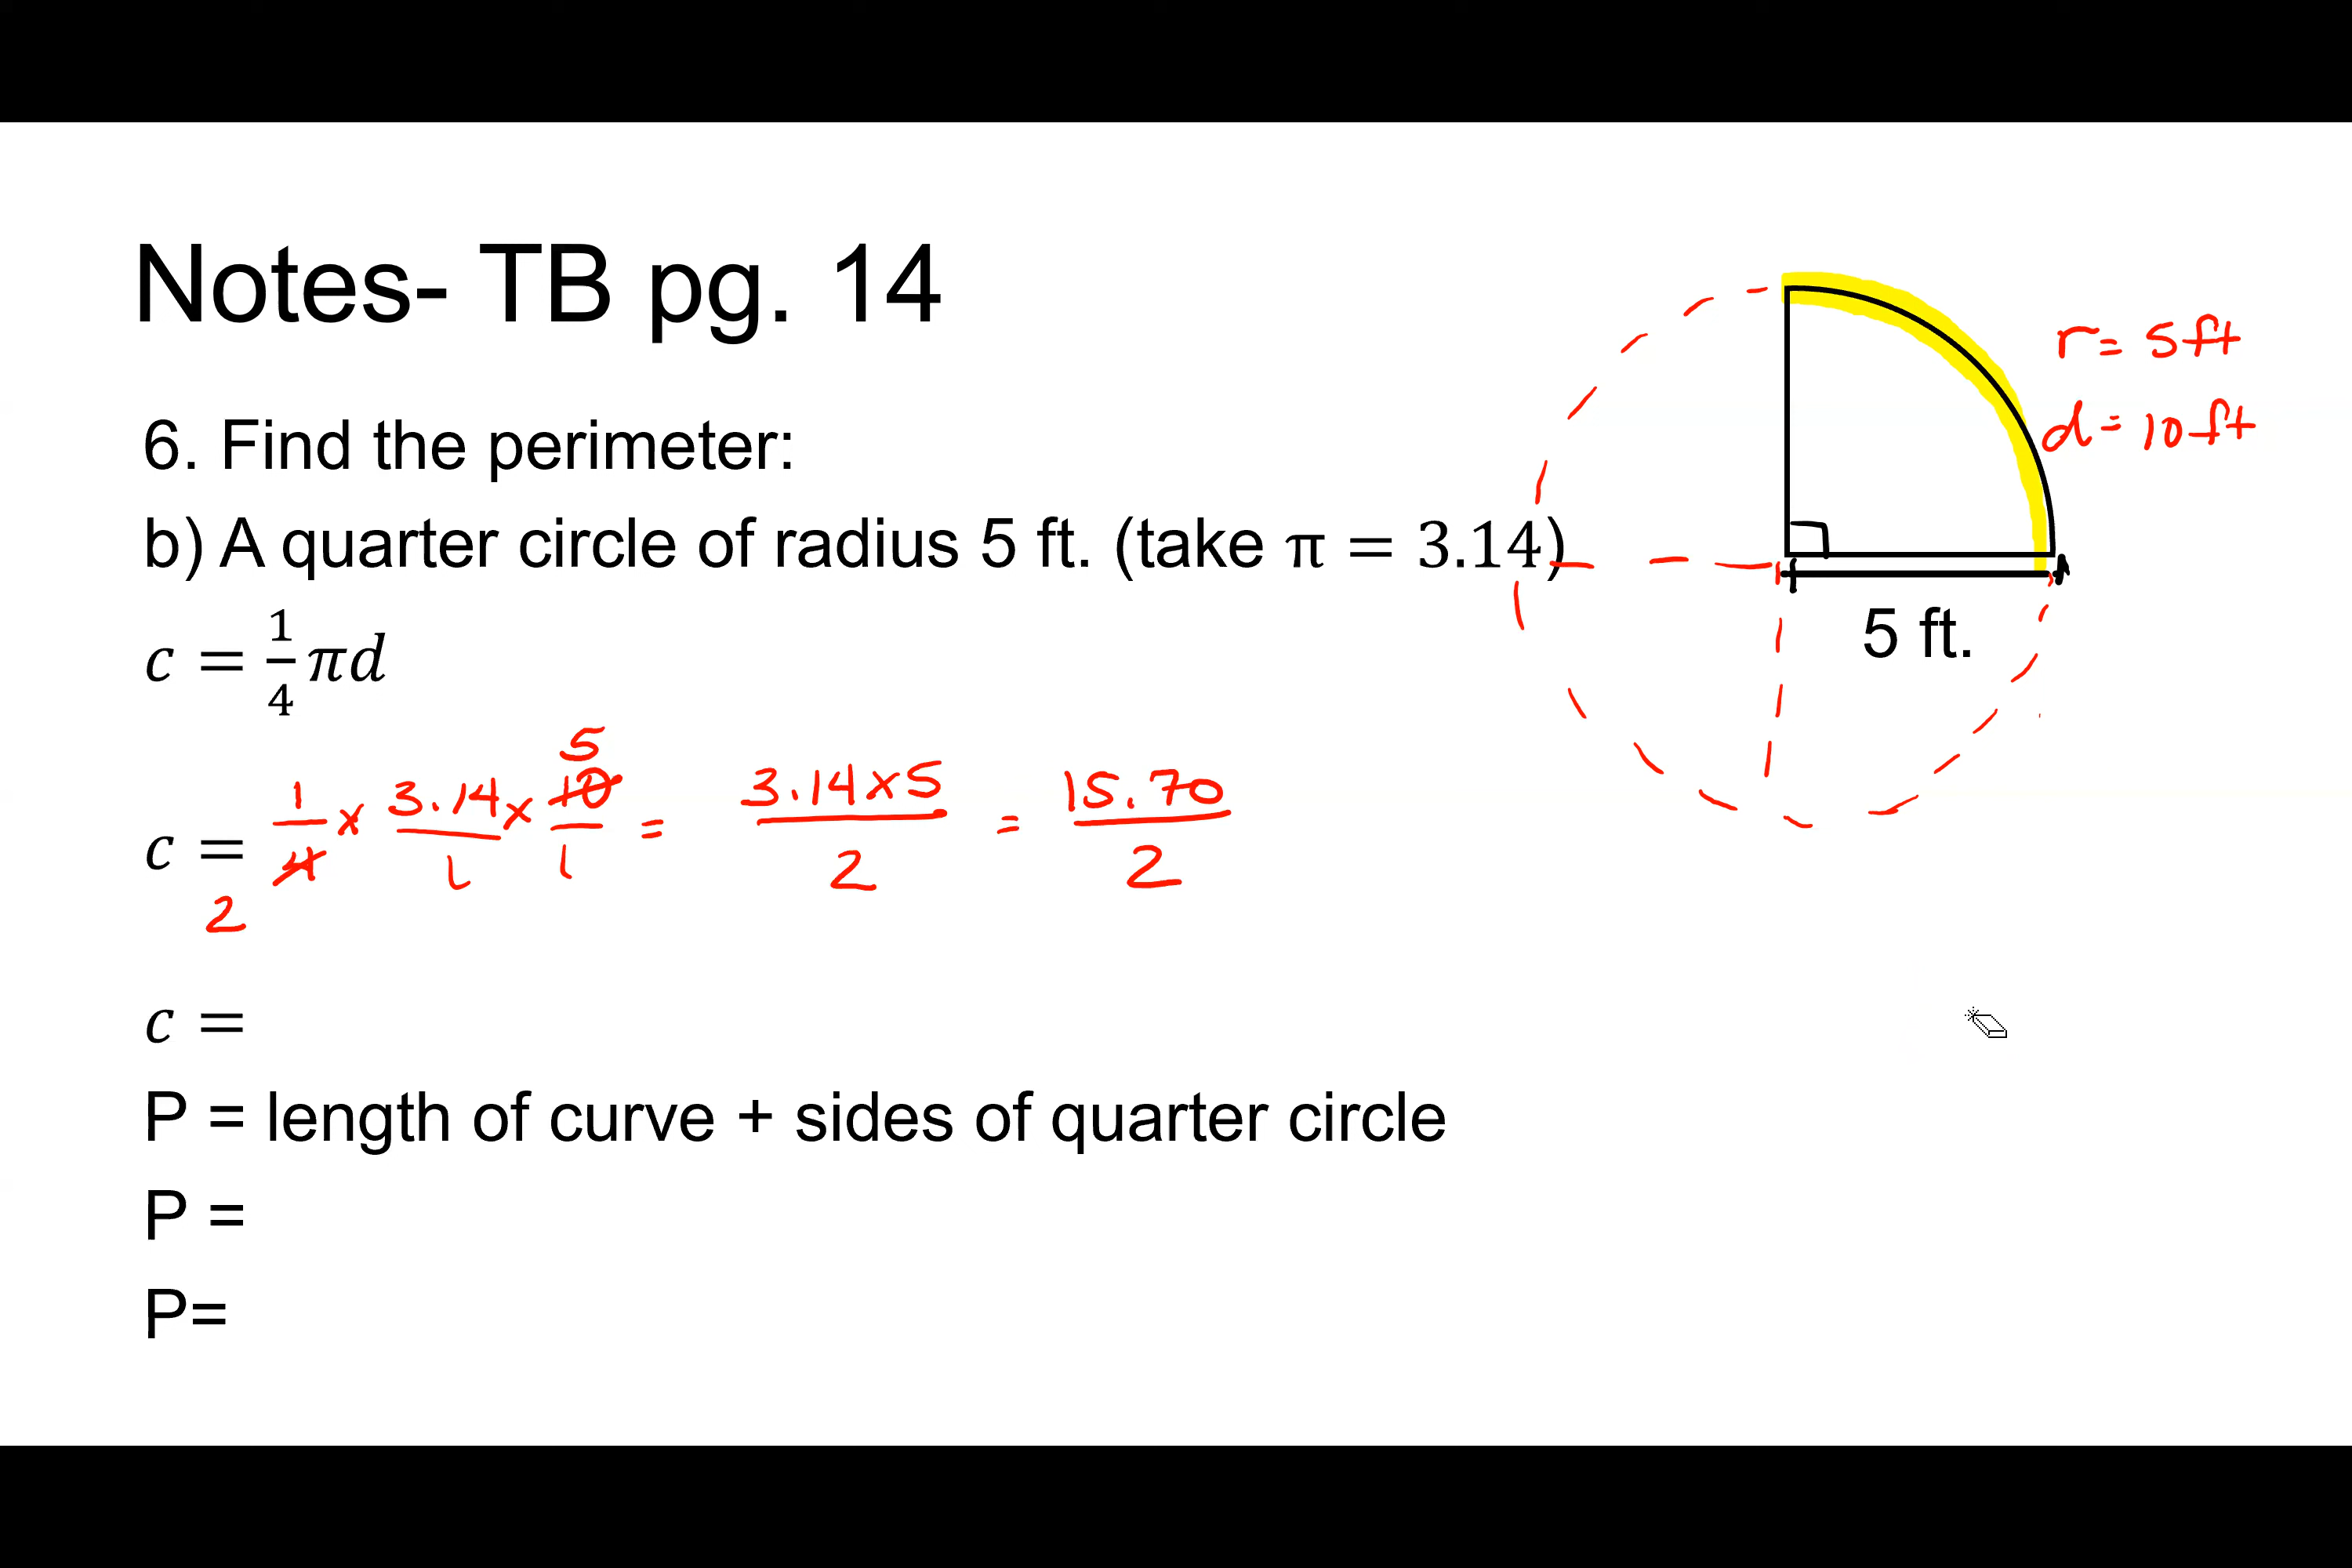 Notes- TB pg. 14
r = 5ft
d = 10 ft
6. Find the perimeter:
b) A quarter circle of radius 5 ft. (take π = 3.14)
5 ft.
c = 1/4 πd
c = 1/4 × 3.14/1 × 10/1 = 3.14×5/2 = 15.70/2
5
2
c =
P = length of curve + sides of quarter circle
P =
P=